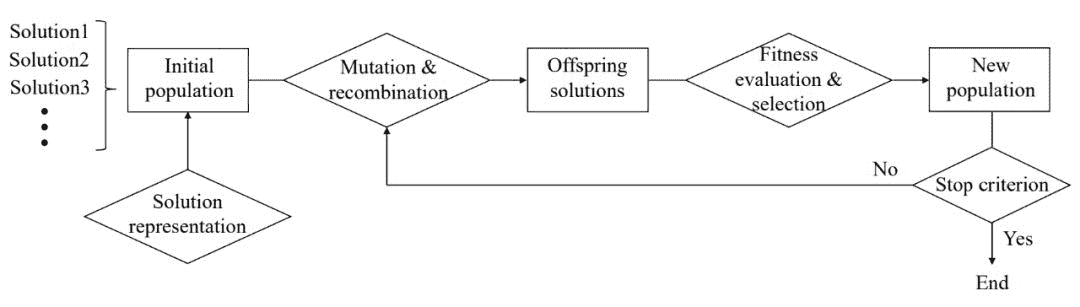 Solution1
Solution2
Solution3
Initial
population
Mutation &
recombination
Offspring
solutions
Fitness
evaluation &
selection
New
population
Solution
representation
No
Stop criterion
Yes
End